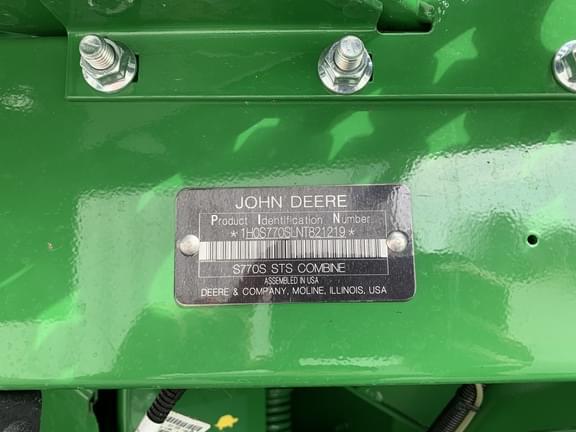 JOHN DEERE
Product Identification Number
*1H0S770SLNT821219*
S770S STS COMBINE
ASSEMBLED IN USA
DEERE & COMPANY, MOLINE, ILLINOIS, USA